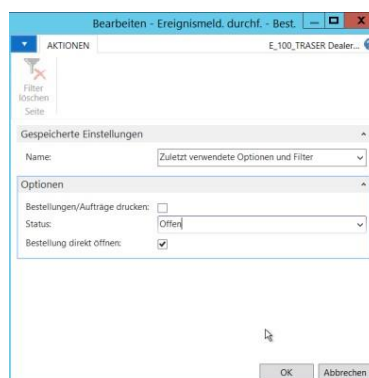 Bearbeiten - Ereignismeld. durchf. - Best.
AKTIONEN
E_100_TRASER Dealer...
Filter
löschen
Seite
Gespeicherte Einstellungen
Name:
Zuletzt verwendete Optionen und Filter
Optionen
Bestellungen/Aufträge drucken:
Status:
Offen
Bestellung direkt öffnen:
OK
Abbrechen